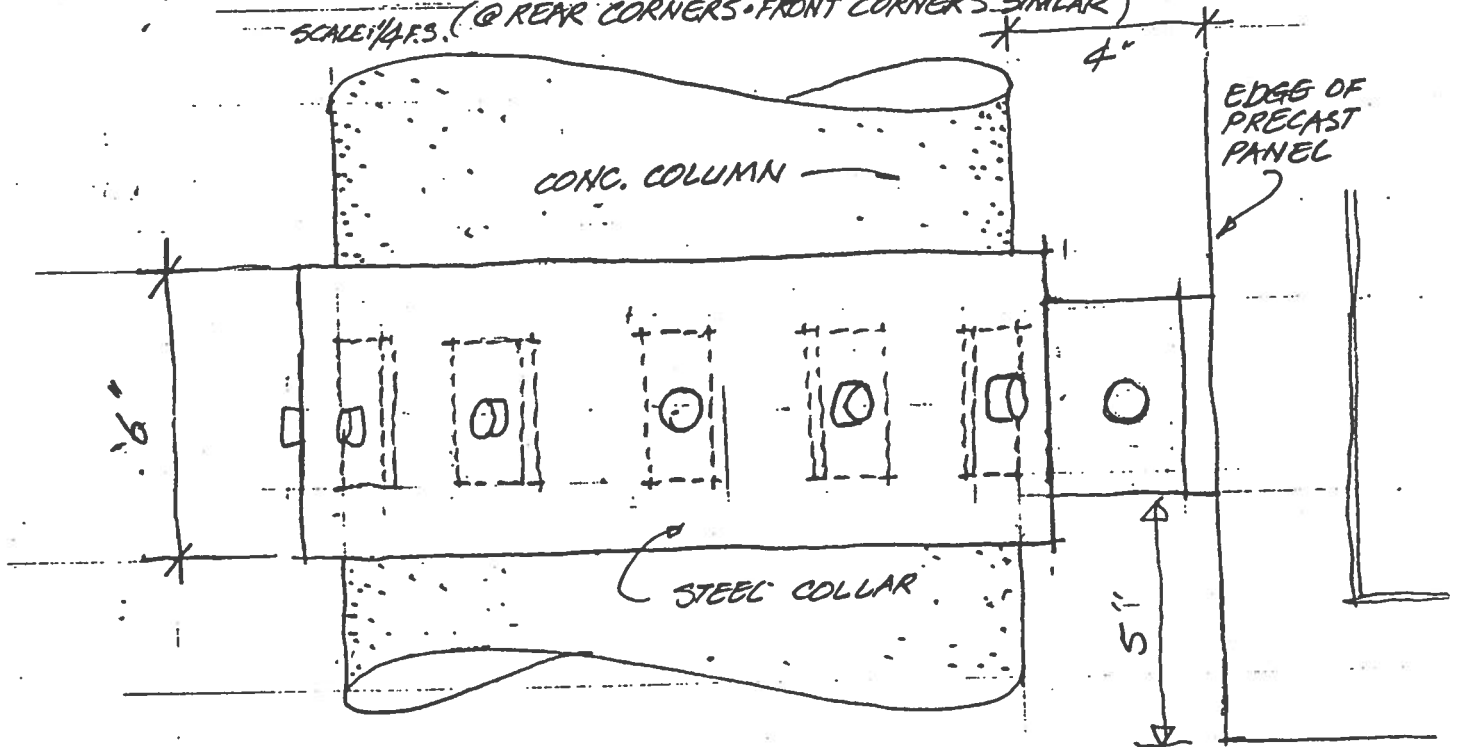 (@ REAR CORNERS • FRONT CORNERS SIMILAR)
SCALE: 1/4 F.S.
4"
EDGE OF
PRECAST
PANEL
CONC. COLUMN
6"
STEEL COLLAR
5"